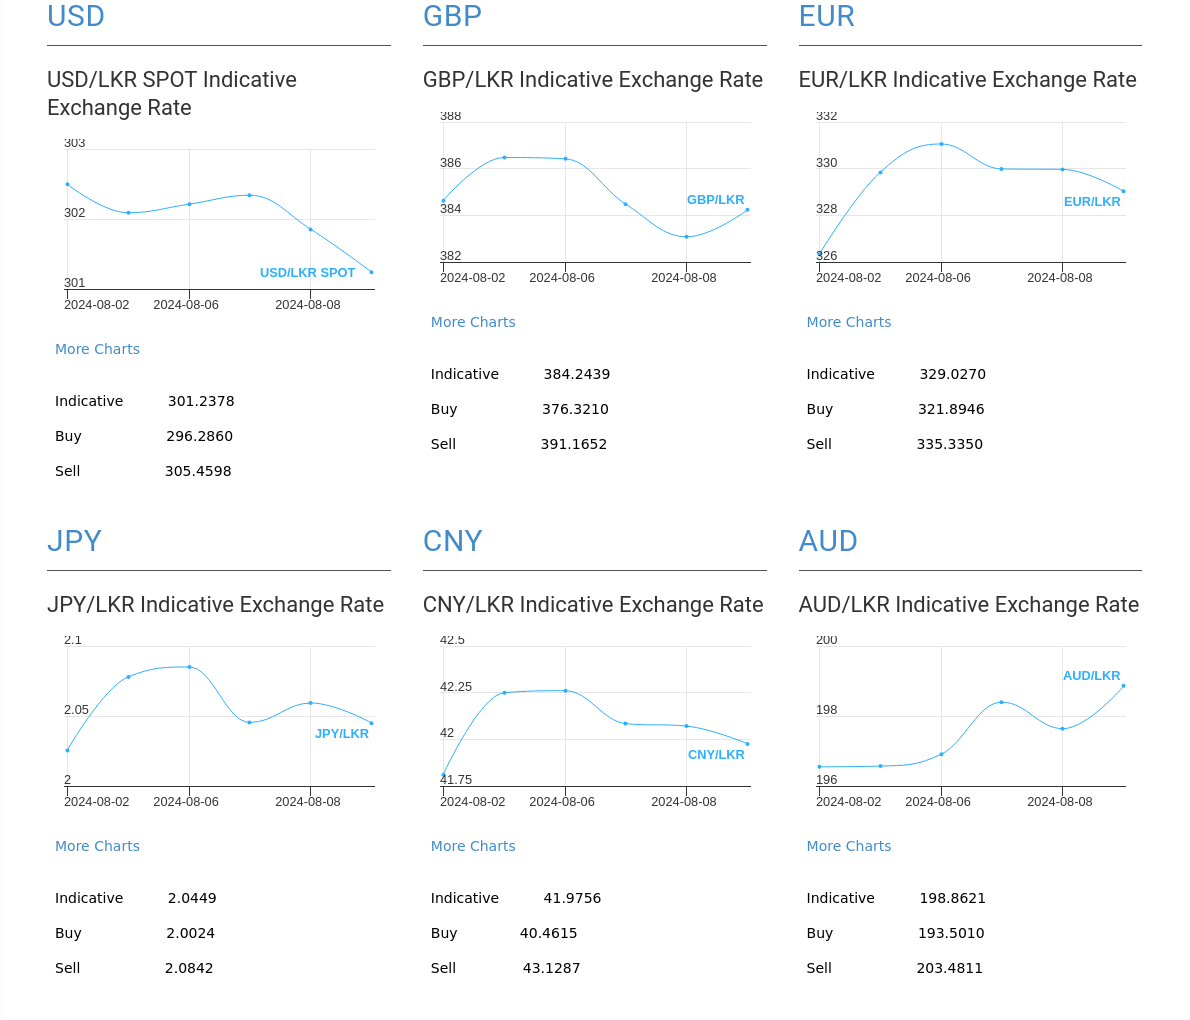 USD
USD/LKR SPOT Indicative
Exchange Rate
303
302
301
USD/LKR SPOT
2024-08-02 2024-08-06 2024-08-08
More Charts
Indicative 301.2378
Buy 296.2860
Sell 305.4598
GBP
GBP/LKR Indicative Exchange Rate
388
386
384
382
GBP/LKR
2024-08-02 2024-08-06 2024-08-08
More Charts
Indicative 384.2439
Buy 376.3210
Sell 391.1652
EUR
EUR/LKR Indicative Exchange Rate
332
330
328
326
EUR/LKR
2024-08-02 2024-08-06 2024-08-08
More Charts
Indicative 329.0270
Buy 321.8946
Sell 335.3350
JPY
JPY/LKR Indicative Exchange Rate
2.1
2.05
2
JPY/LKR
2024-08-02 2024-08-06 2024-08-08
More Charts
Indicative 2.0449
Buy 2.0024
Sell 2.0842
CNY
CNY/LKR Indicative Exchange Rate
42.5
42.25
42
41.75
CNY/LKR
2024-08-02 2024-08-06 2024-08-08
More Charts
Indicative 41.9756
Buy 40.4615
Sell 43.1287
AUD
AUD/LKR Indicative Exchange Rate
200
198
196
AUD/LKR
2024-08-02 2024-08-06 2024-08-08
More Charts
Indicative 198.8621
Buy 193.5010
Sell 203.4811